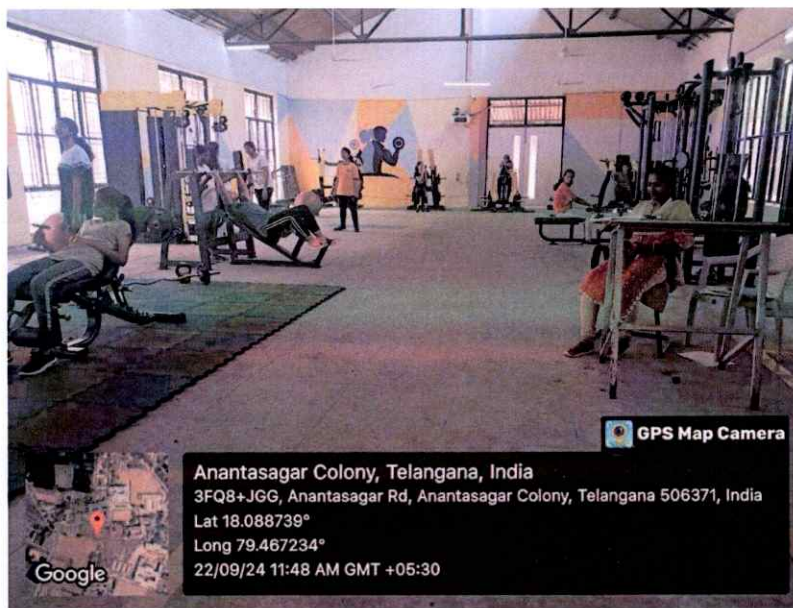 GPS Map Camera
Anantasagar Colony, Telangana, India
3FQ8+JGG, Anantasagar Rd, Anantasagar Colony, Telangana 506371, India
Lat 18.088739°
Long 79.467234°
22/09/24 11:48 AM GMT +05:30
Google